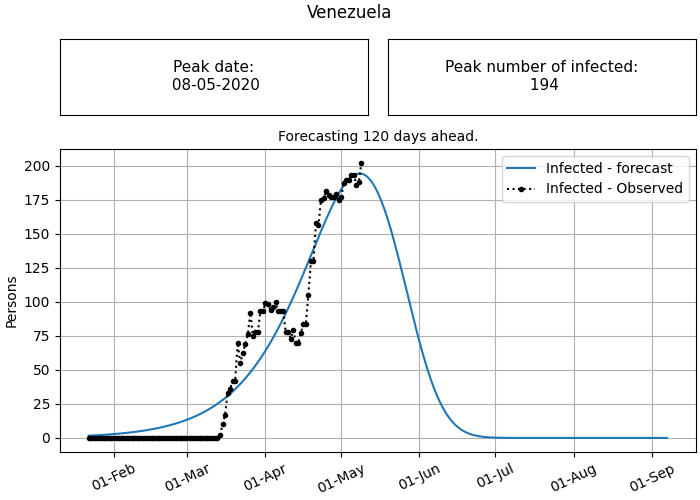 Venezuela
Peak date:
08-05-2020
Peak number of infected:
194
Forecasting 120 days ahead.
Infected - forecast
Infected - Observed
Persons
200
175
150
125
100
75
50
25
0
01-Feb
01-Mar
01-Apr
01-May
01-Jun
01-Jul
01-Aug
01-Sep